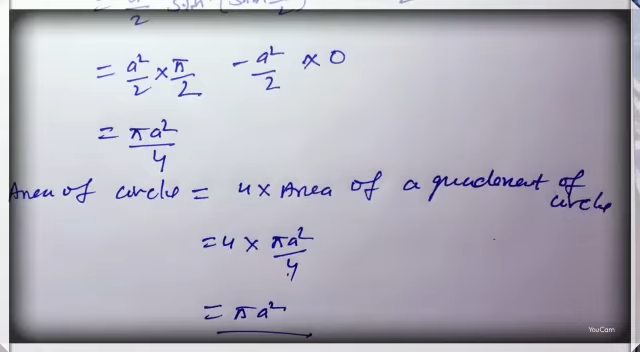 = a²/2 × π/2 - a²/2 × 0
= πa²/4
Area of circle = 4 × Area of a quadenent of
circle
= 4 × πa²/4
= πa²
YouCam